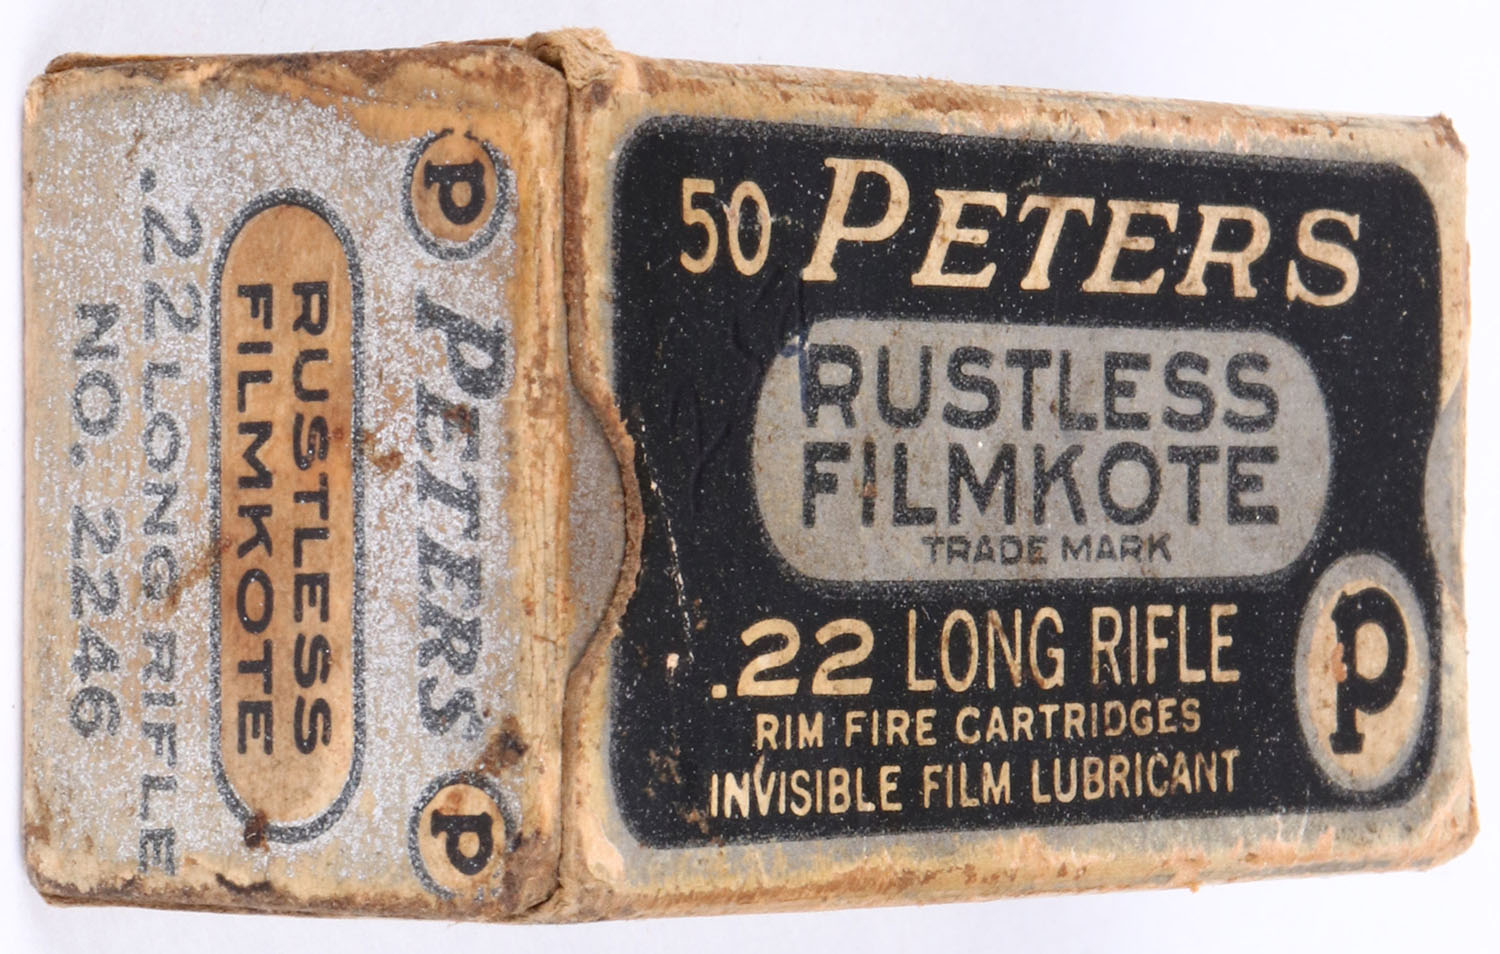 50 PETERS
RUSTLESS
FILMKOTE
TRADE MARK
.22 LONG RIFLE
RIM FIRE CARTRIDGES
INVISIBLE FILM LUBRICANT
P
P PETERS P
RUSTLESS
FILMKOTE
.22 LONG RIFLE
NO. 2246